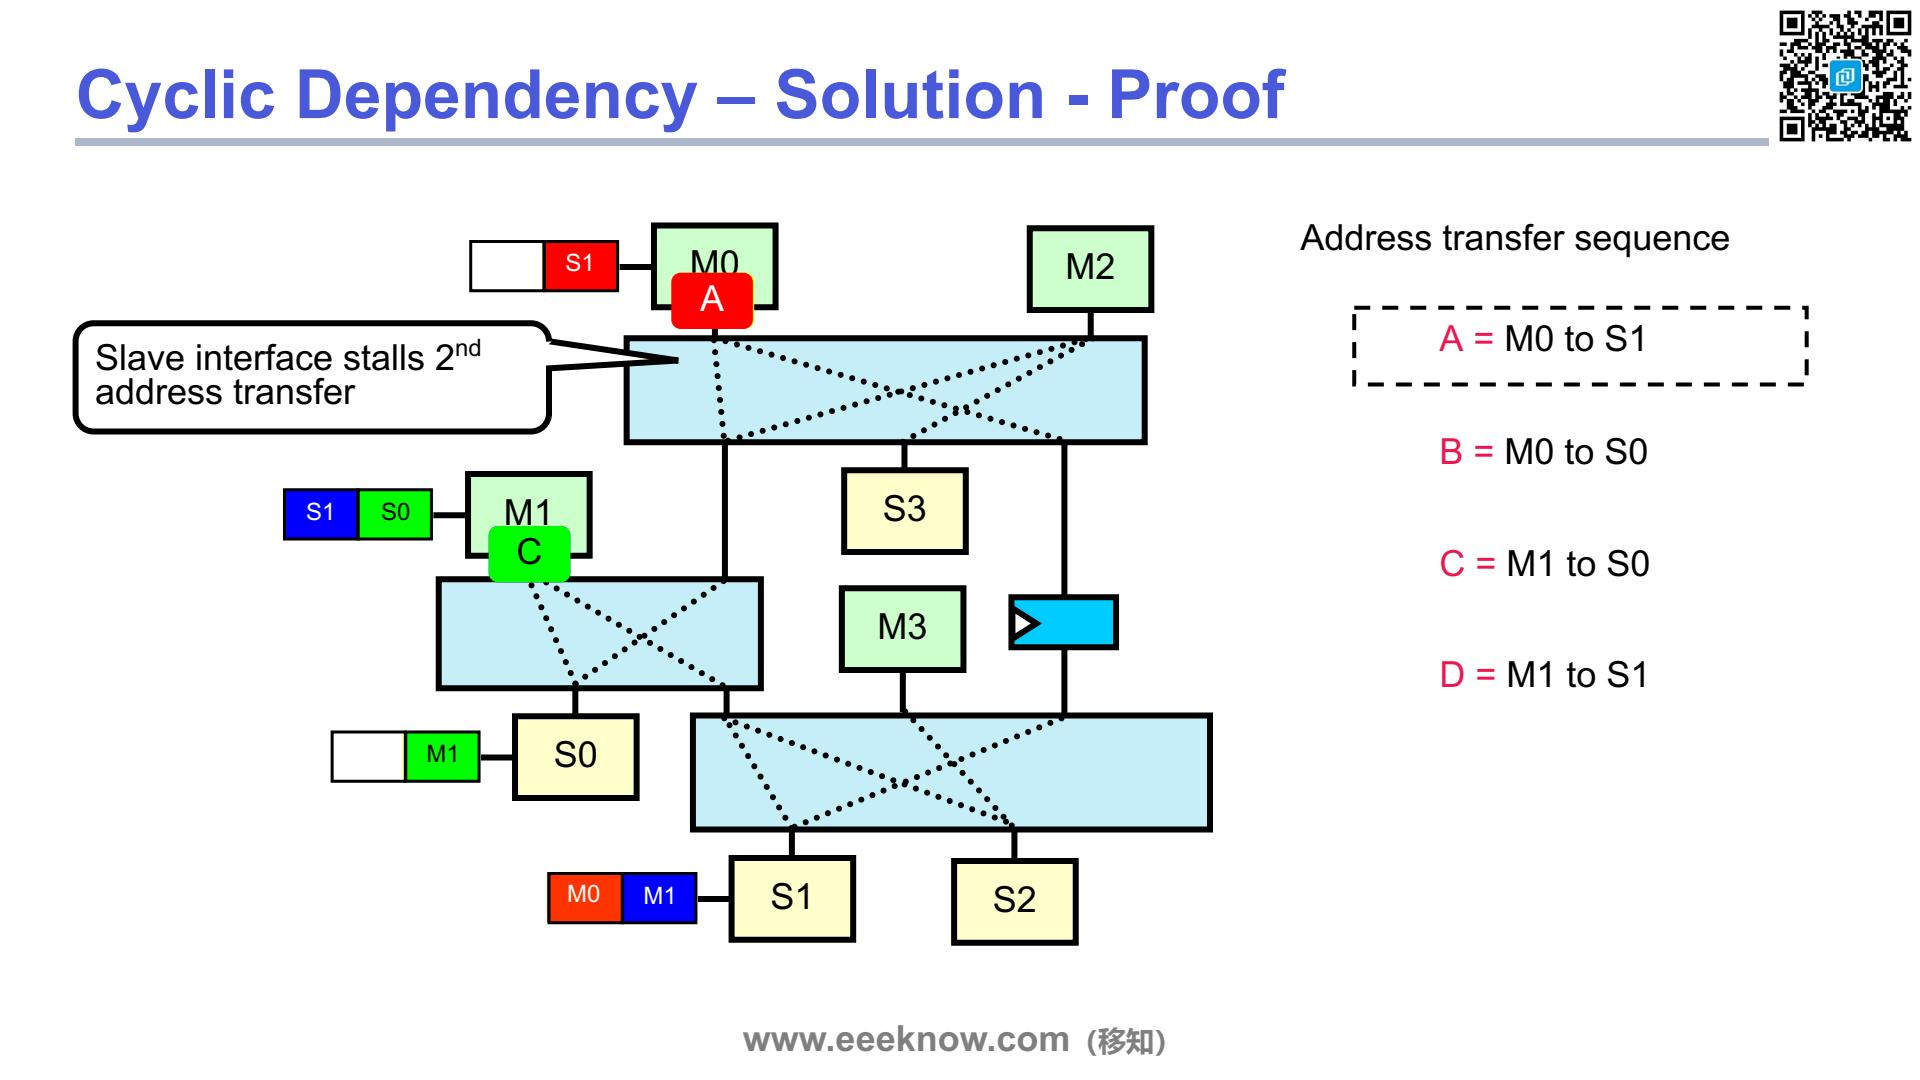 Cyclic Dependency – Solution - Proof
Address transfer sequence
S1
M0
A
M2
A = M0 to S1
Slave interface stalls 2nd
address transfer
B = M0 to S0
S1 S0
M1
C
S3
C = M1 to S0
M3
D = M1 to S1
M1
S0
M0 M1
S1
S2
www.eeeknow.com (移知)